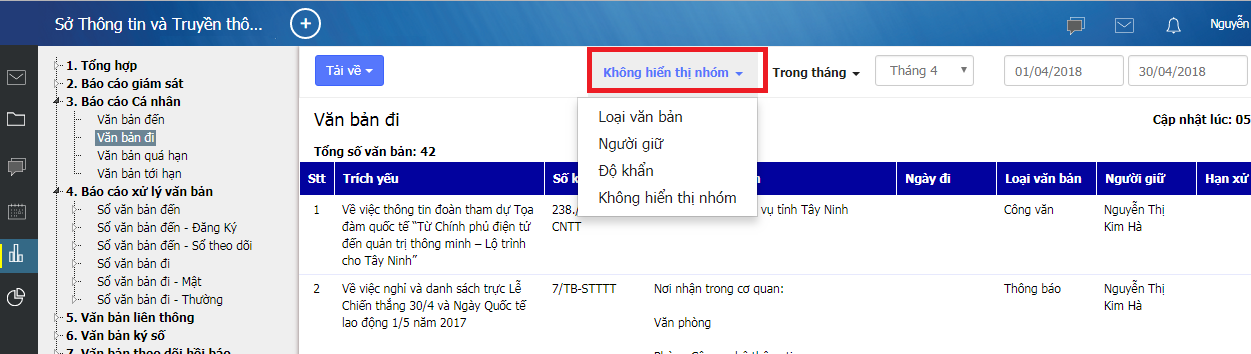 Sở Thông tin và Truyền thô...
Nguyễn
1. Tổng hợp
2. Báo cáo giám sát
3. Báo cáo Cá nhân
Văn bản đến
Văn bản đi
Văn bản quá hạn
Văn bản tới hạn
4. Báo cáo xử lý văn bản
Sổ văn bản đến
Sổ văn bản đến - Đăng Ký
Sổ văn bản đến - Sổ theo dõi
Sổ văn bản đi
Sổ văn bản đi - Mật
Sổ văn bản đi - Thường
5. Văn bản liên thông
6. Văn bản ký số
7. Văn bản theo dõi hồi báo
Tải về
Không hiển thị nhóm
Trong tháng
Tháng 4
01/04/2018
30/04/2018
Loại văn bản
Người giữ
Độ khẩn
Không hiển thị nhóm
Văn bản đi
Cập nhật lúc: 05
Tổng số văn bản: 42
Stt Trích yếu Số k Ngày đi Loại văn bản Người giữ Hạn xử
1 Về việc thông tin đoàn tham dự Tọa 238./ vụ tỉnh Tây Ninh Công văn Nguyễn Thị
đàm quốc tế “Từ Chính phủ điện tử CNTT Kim Hà
đến quản trị thông minh – Lộ trình
cho Tây Ninh”
2 Về việc nghỉ và danh sách trực Lễ 7/TB-STTTT Nơi nhận trong cơ quan: Thông báo Nguyễn Thị
Chiến thắng 30/4 và Ngày Quốc tế Kim Hà
lao động 1/5 năm 2017 Văn phòng